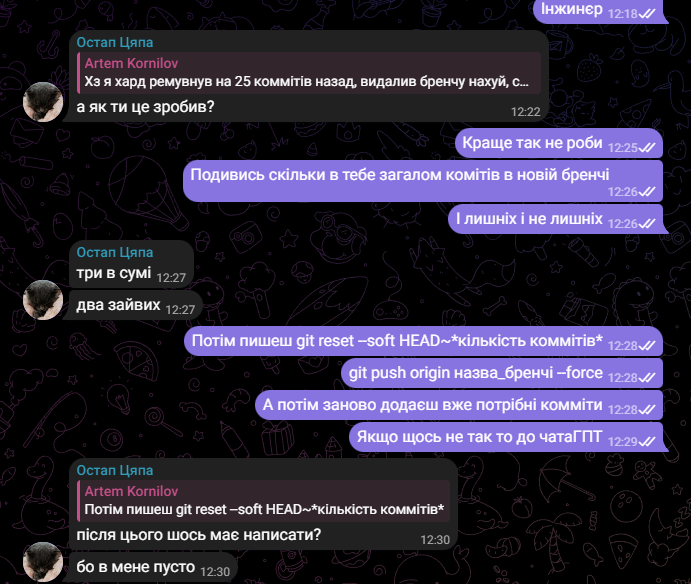 Інжинєр 12:18
Остап Цяпа
Artem Kornilov
Хз я хард ремувнув на 25 коммітів назад, видалив бренчу нахуй, с...
а як ти це зробив?
12:22
Краще так не роби 12:25
Подивись скільки в тебе загалом комітів в новій бренчі
12:26
І лишніх і не лишніх 12:26
Остап Цяпа
три в сумі 12:27
два зайвих 12:27
Потім пишеш git reset –soft HEAD~*кількість коммітів* 12:28
git push origin назва_бренчі –force 12:28
А потім заново додаєш вже потрібні комміти 12:28
Якщо щось не так то до чатаГПТ 12:29
Остап Цяпа
Artem Kornilov
Потім пишеш git reset –soft HEAD~*кількість коммітів*
після цього шось має написати?
12:30
бо в мене пусто 12:30